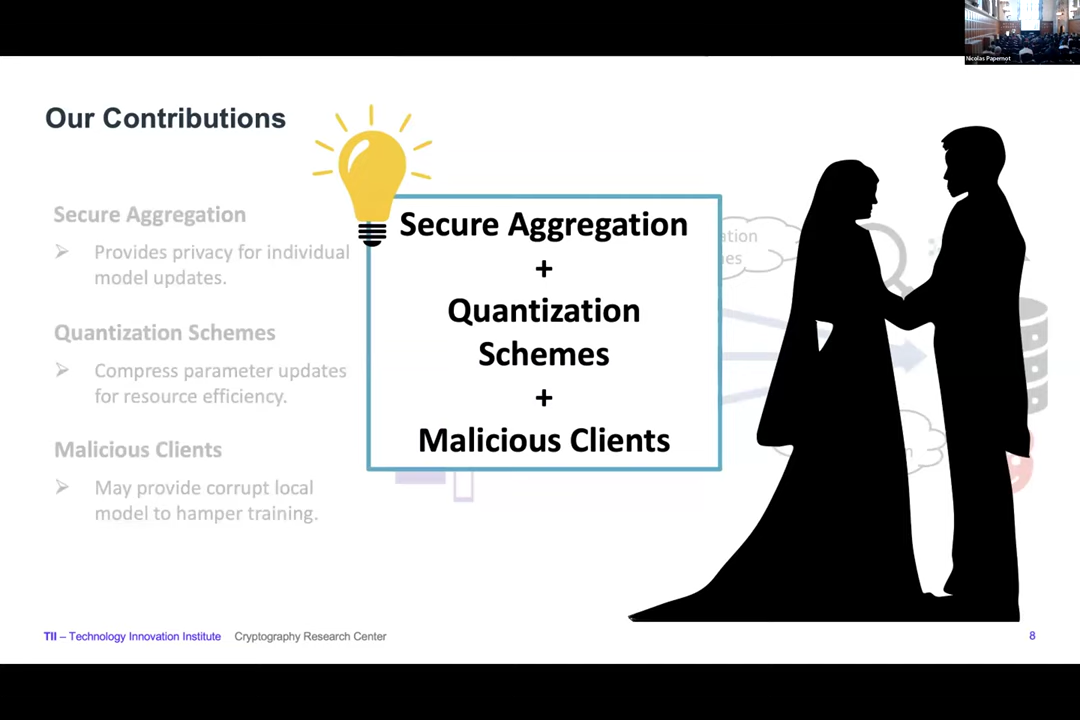 Nicolas Papernot
Our Contributions
Secure Aggregation
Provides privacy for individual
model updates.
Quantization Schemes
Compress parameter updates
for resource efficiency.
Malicious Clients
May provide corrupt local
model to hamper training.
Secure Aggregation
+
Quantization
Schemes
+
Malicious Clients
TII – Technology Innovation Institute Cryptography Research Center
8